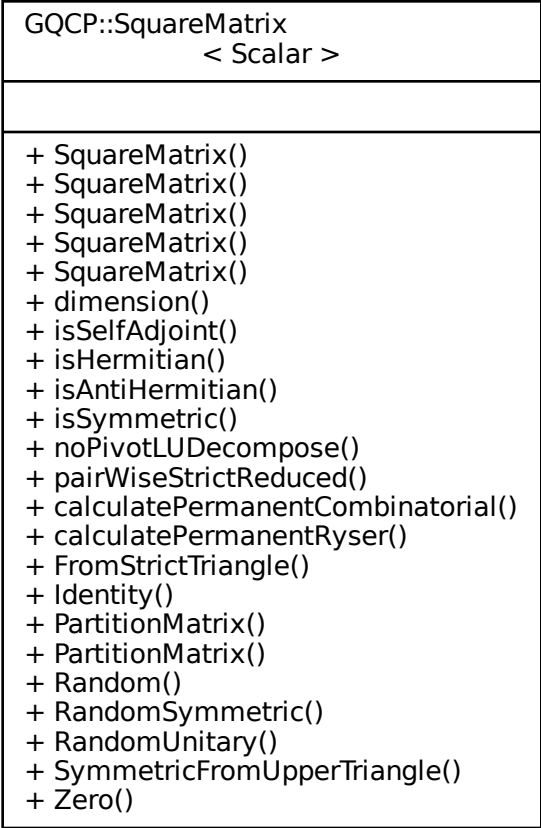 GQCP::SquareMatrix
< Scalar >
+ SquareMatrix()
+ SquareMatrix()
+ SquareMatrix()
+ SquareMatrix()
+ SquareMatrix()
+ dimension()
+ isSelfAdjoint()
+ isHermitian()
+ isAntiHermitian()
+ isSymmetric()
+ noPivotLUDecompose()
+ pairWiseStrictReduced()
+ calculatePermanentCombinatorial()
+ calculatePermanentRyser()
+ FromStrictTriangle()
+ Identity()
+ PartitionMatrix()
+ PartitionMatrix()
+ Random()
+ RandomSymmetric()
+ RandomUnitary()
+ SymmetricFromUpperTriangle()
+ Zero()